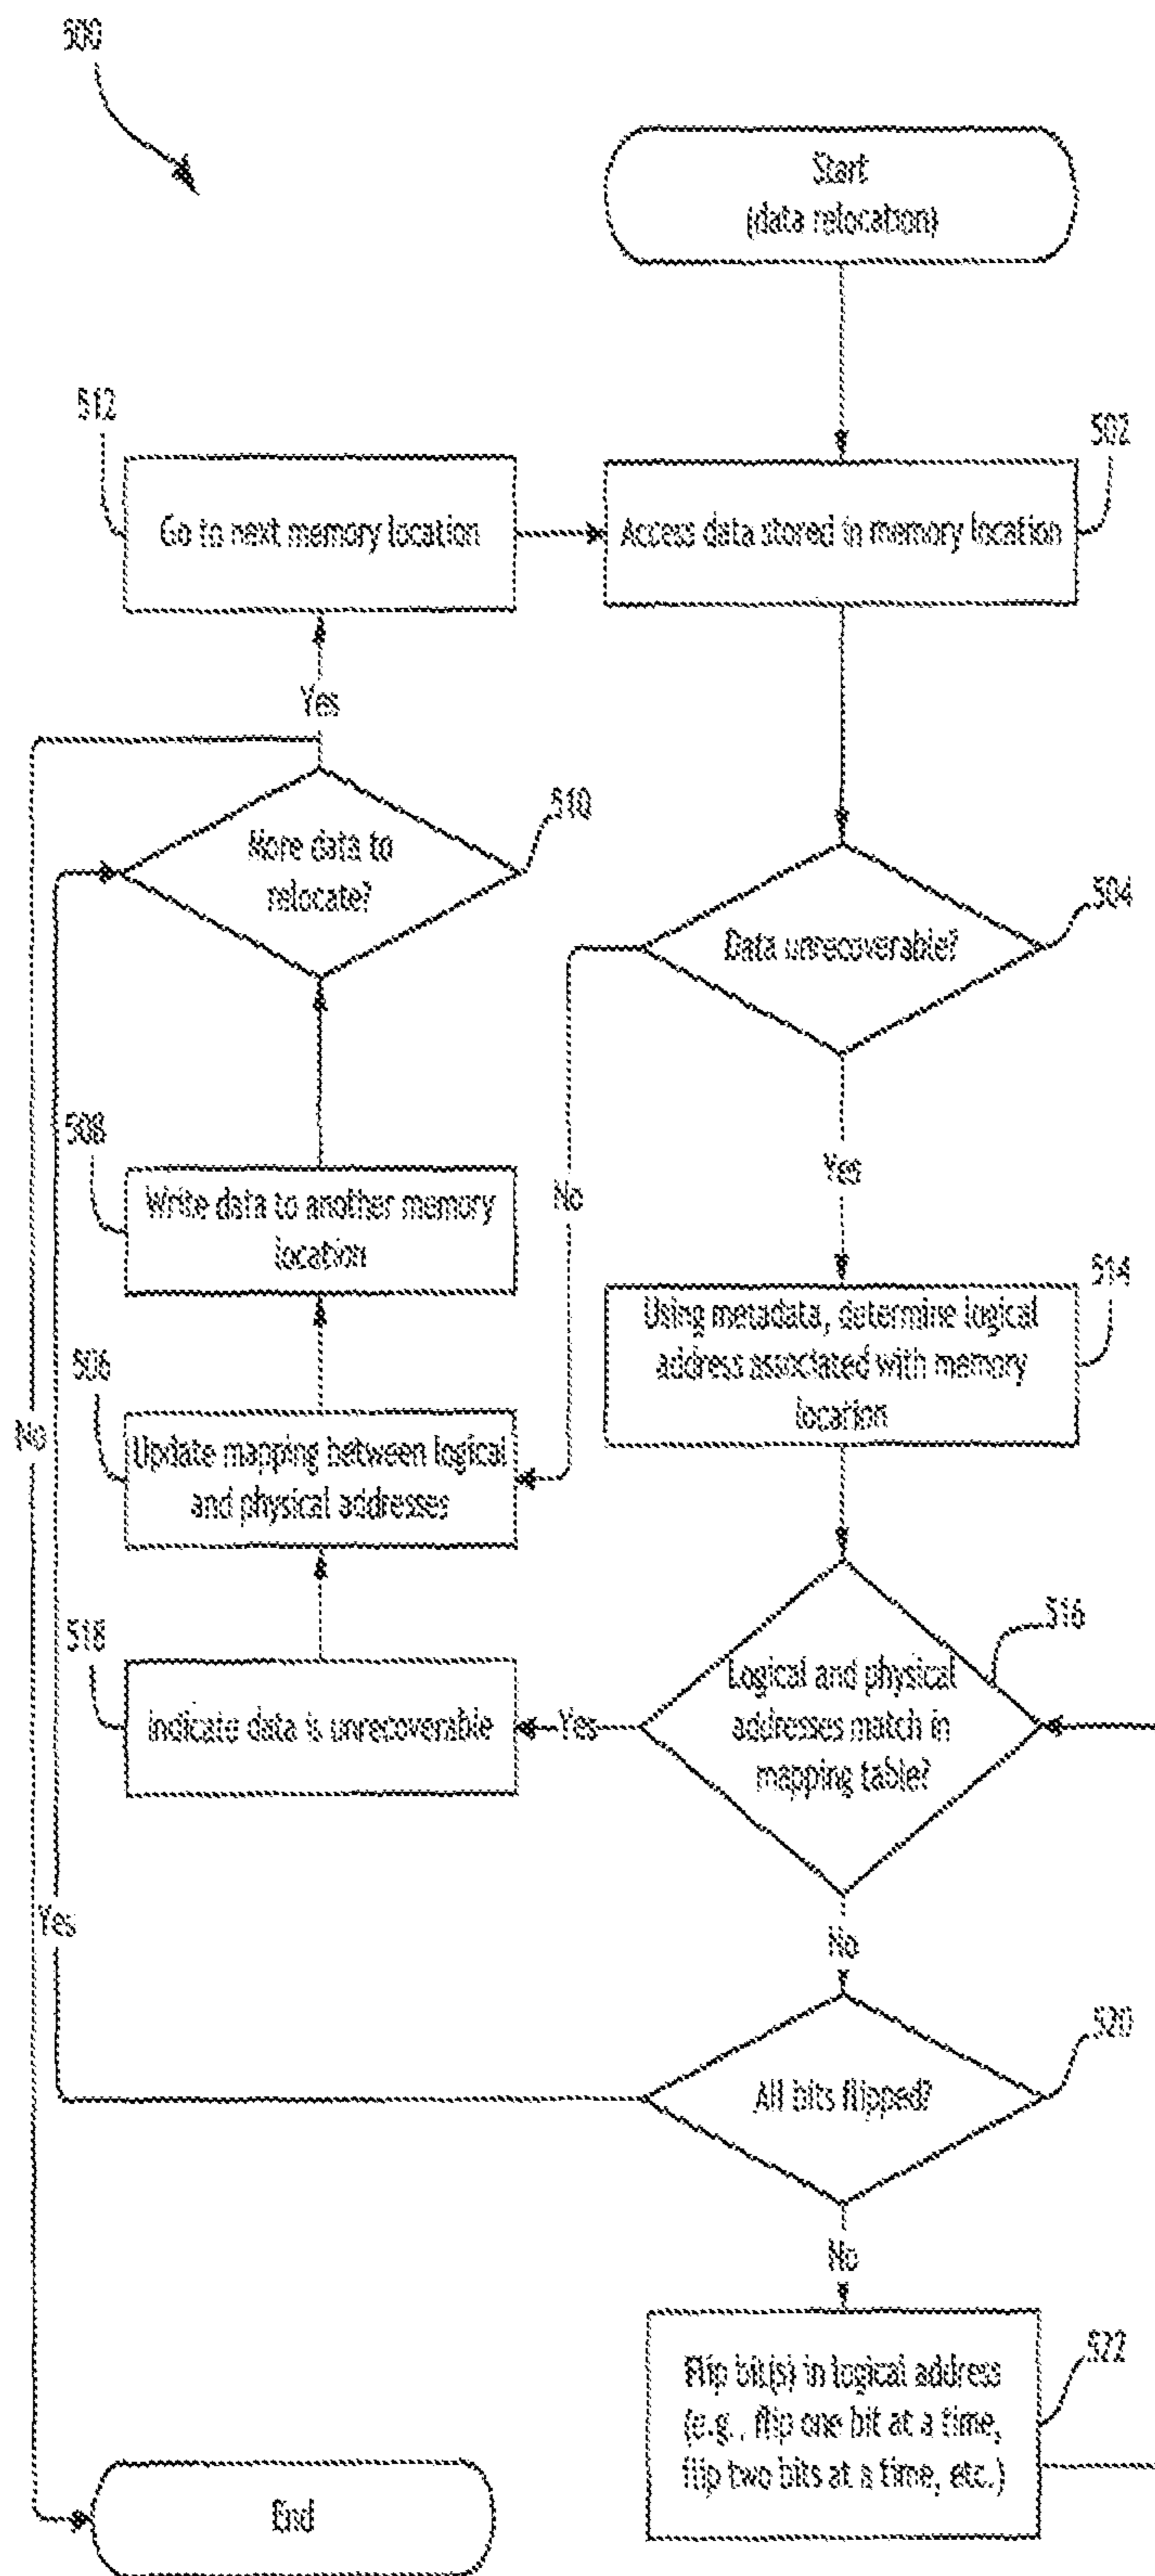 500
Start
(data relocation)
512
502
Go to next memory location
Access data stored in memory location
Yes
510
More data to
relocate?
504
Data unrecoverable?
508
Write data to another memory
location
No
Yes
514
Using metadata, determine logical
address associated with memory
location
506
Update mapping between logical
and physical addresses
No
518
Indicate data is unrecoverable
Yes
516
Logical and physical
addresses match in
mapping table?
Yes
No
520
All bits flipped?
No
522
Flip bit(s) in logical address
(e.g., flip one bit at a time,
flip two bits at a time, etc.)
End